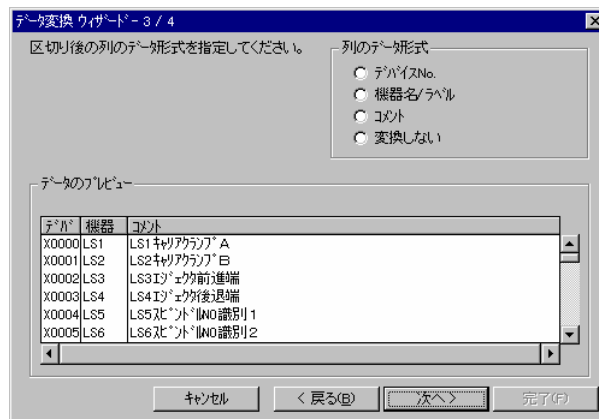 ﾃﾞｰﾀ変換 ｳｨｻﾞｰﾄﾞ - 3 / 4
区切り後の列のﾃﾞｰﾀ形式を指定してください。
列のﾃﾞｰﾀ形式
ﾃﾞﾊﾞｲｽNo.
機器名/ﾗﾍﾞﾙ
ｺﾒﾝﾄ
変換しない
ﾃﾞｰﾀのﾌﾟﾚﾋﾞｭｰ
ﾃﾞﾊﾞ 機器 ｺﾒﾝﾄ
X0000 LS1 LS1ｷｬﾘｱｸﾗﾝﾌﾟA
X0001 LS2 LS2ｷｬﾘｱｸﾗﾝﾌﾟB
X0002 LS3 LS3ｴｼﾞｪｸﾀ前進端
X0003 LS4 LS4ｴｼﾞｪｸﾀ後退端
X0004 LS5 LS5ｽﾋﾟﾝﾄﾞﾙNO識別1
X0005 LS6 LS6ｽﾋﾟﾝﾄﾞﾙNO識別2
ｷｬﾝｾﾙ < 戻る(B) 次へ > 完了(F)